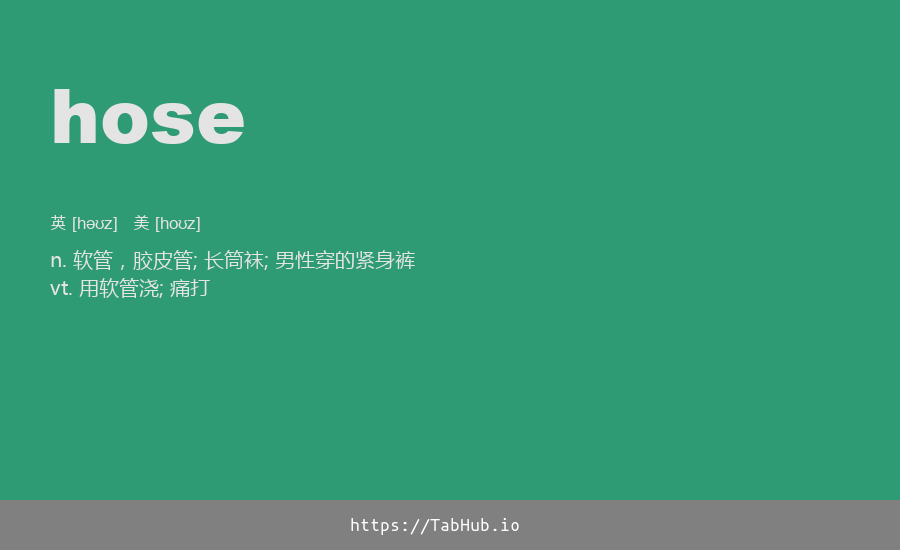 hose
英 [həʊz] 美 [hoʊz]
n. 软管，胶皮管; 长筒袜; 男性穿的紧身裤
vt. 用软管浇; 痛打
https://TabHub.io